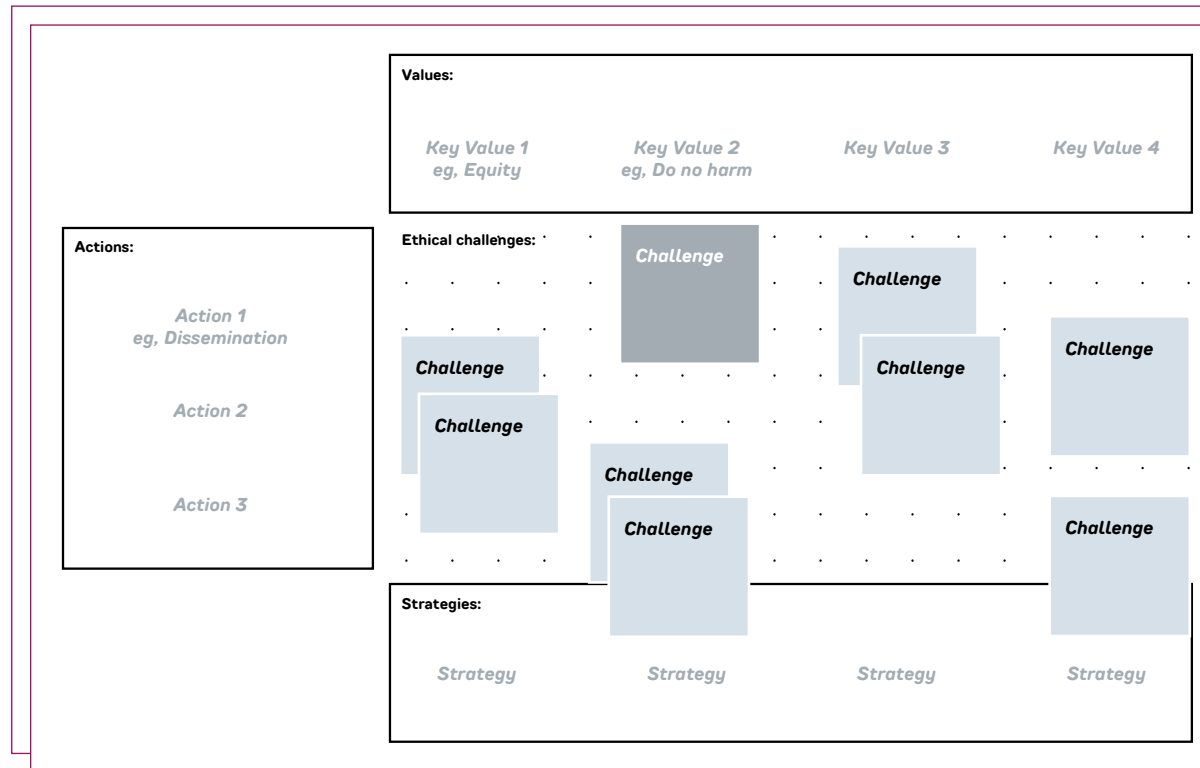 Values:
Key Value 1
eg, Equity
Key Value 2
eg, Do no harm
Key Value 3
Key Value 4
Actions:
Action 1
eg, Dissemination
Action 2
Action 3
Ethical challenges:
Challenge
Challenge
Challenge
Challenge
Challenge
Challenge
Challenge
Challenge
Challenge
Strategies:
Strategy
Strategy
Strategy
Strategy